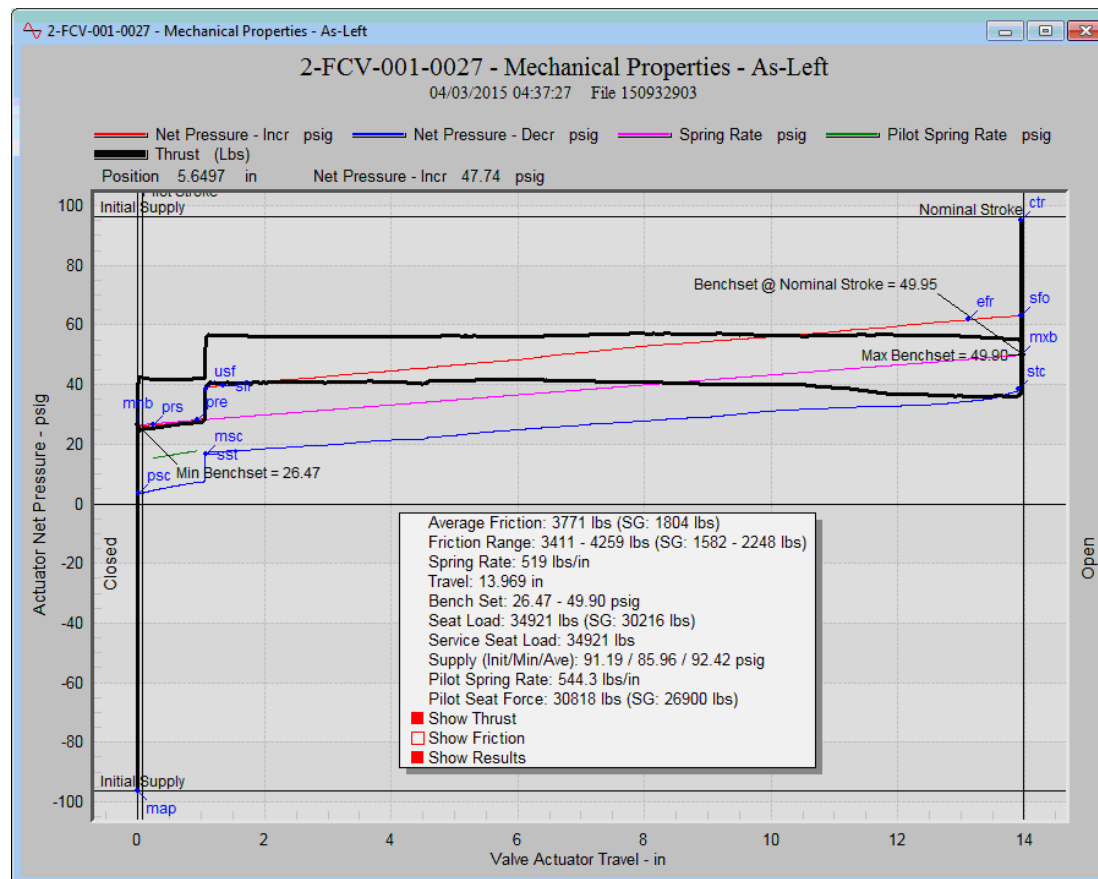 2-FCV-001-0027 - Mechanical Properties - As-Left
2-FCV-001-0027 - Mechanical Properties - As-Left
04/03/2015 04:37:27 File 150932903
Net Pressure - Incr psig Net Pressure - Decr psig Spring Rate psig Pilot Spring Rate psig
Thrust (Lbs)
Position 5.6497 in Net Pressure - Incr 47.74 psig
Pilot Stroke
Initial Supply
Nominal Stroke
ctr
Benchset @ Nominal Stroke = 49.95
efr
sfo
mxb
Max Benchset = 49.90
stc
usf
sfr
mnb
prs
pre
msc
sst
psc
Min Benchset = 26.47
Closed
Open
Average Friction: 3771 lbs (SG: 1804 lbs)
Friction Range: 3411 - 4259 lbs (SG: 1582 - 2248 lbs)
Spring Rate: 519 lbs/in
Travel: 13.969 in
Bench Set: 26.47 - 49.90 psig
Seat Load: 34921 lbs (SG: 30216 lbs)
Service Seat Load: 34921 lbs
Supply (Init/Min/Ave): 91.19 / 85.96 / 92.42 psig
Pilot Spring Rate: 544.3 lbs/in
Pilot Seat Force: 30818 lbs (SG: 26900 lbs)
Show Thrust
Show Friction
Show Results
Initial Supply
map
Actuator Net Pressure - psig
100
80
60
40
20
0
-20
-40
-60
-80
-100
0 2 4 6 8 10 12 14
Valve Actuator Travel - in